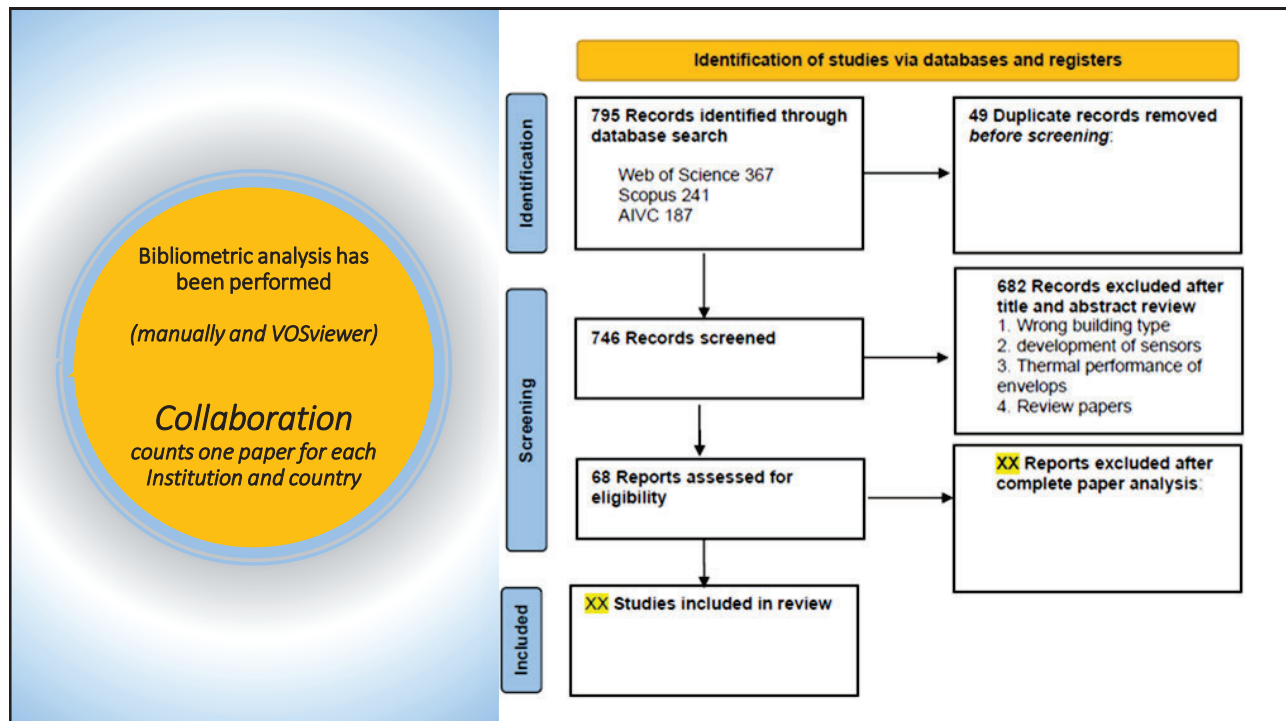 Bibliometric analysis has
been performed
(manually and VOSviewer)
Collaboration
counts one paper for each
Institution and country
Identification of studies via databases and registers
Identification
795 Records identified through
database search
Web of Science 367
Scopus 241
AIVC 187
49 Duplicate records removed
before screening:
Screening
746 Records screened
682 Records excluded after
title and abstract review
1. Wrong building type
2. development of sensors
3. Thermal performance of
envelops
4. Review papers
68 Reports assessed for
eligibility
XX Reports excluded after
complete paper analysis:
Included
XX Studies included in review